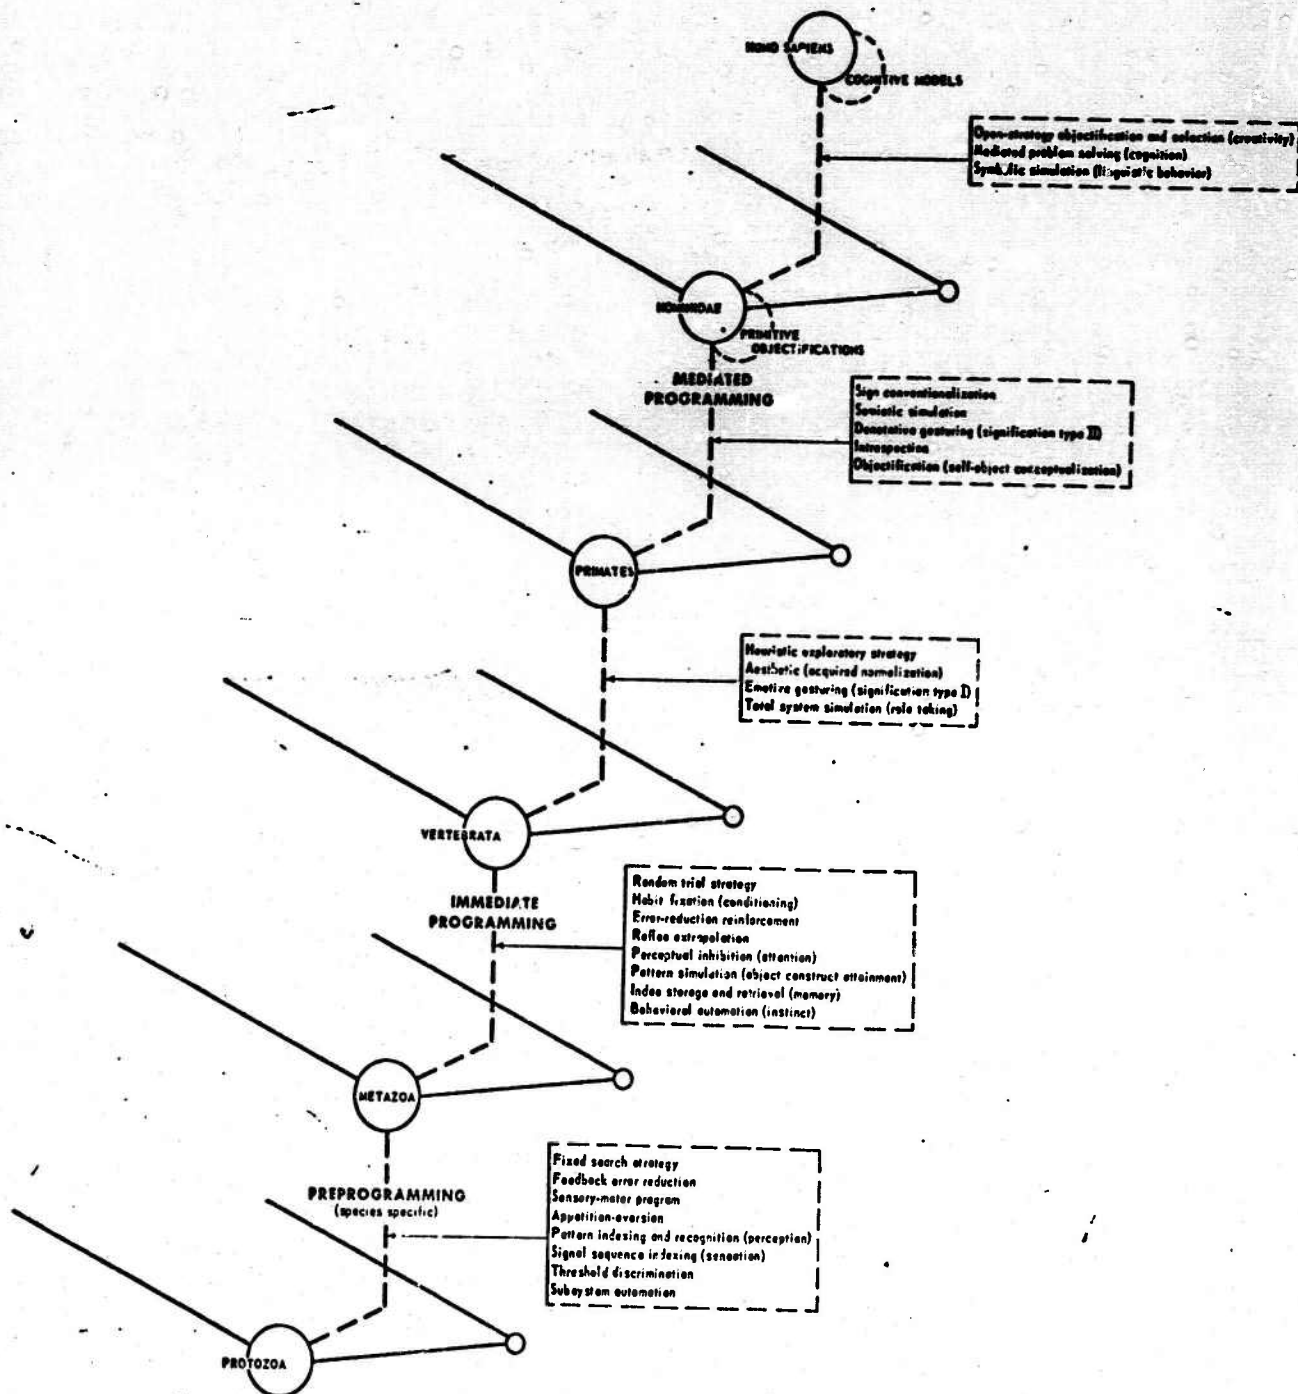 HOMO SAPIENS
COGNITIVE MODELS
Open-strategy objectification and selection (creativity)
Mediated problem solving (cognition)
Symbolic simulation (linguistic behavior)
HOMINIDAE
PRIMITIVE
OBJECTIFICATIONS
MEDIATED
PROGRAMMING
Sign conventionalization
Semiotic simulation
Denotative gesturing (signification type III)
Introspection
Objectification (self-object conceptualization)
PRIMATES
Heuristic exploratory strategy
Aesthetic (acquired normalization)
Emotive gesturing (signification type I)
Total system simulation (role taking)
VERTEBRATA
IMMEDIATE
PROGRAMMING
Random trial strategy
Habit fixation (conditioning)
Error-reduction reinforcement
Reflex extrapolation
Perceptual inhibition (attention)
Pattern simulation (object construct attainment)
Index storage and retrieval (memory)
Behavioral automation (instinct)
METAZOA
PREPROGRAMMING
(species specific)
Fixed search strategy
Feedback error reduction
Sensory-motor program
Appetition-aversion
Pattern indexing and recognition (perception)
Signal sequence indexing (sensation)
Threshold discrimination
Subsystem automation
PROTOZOA